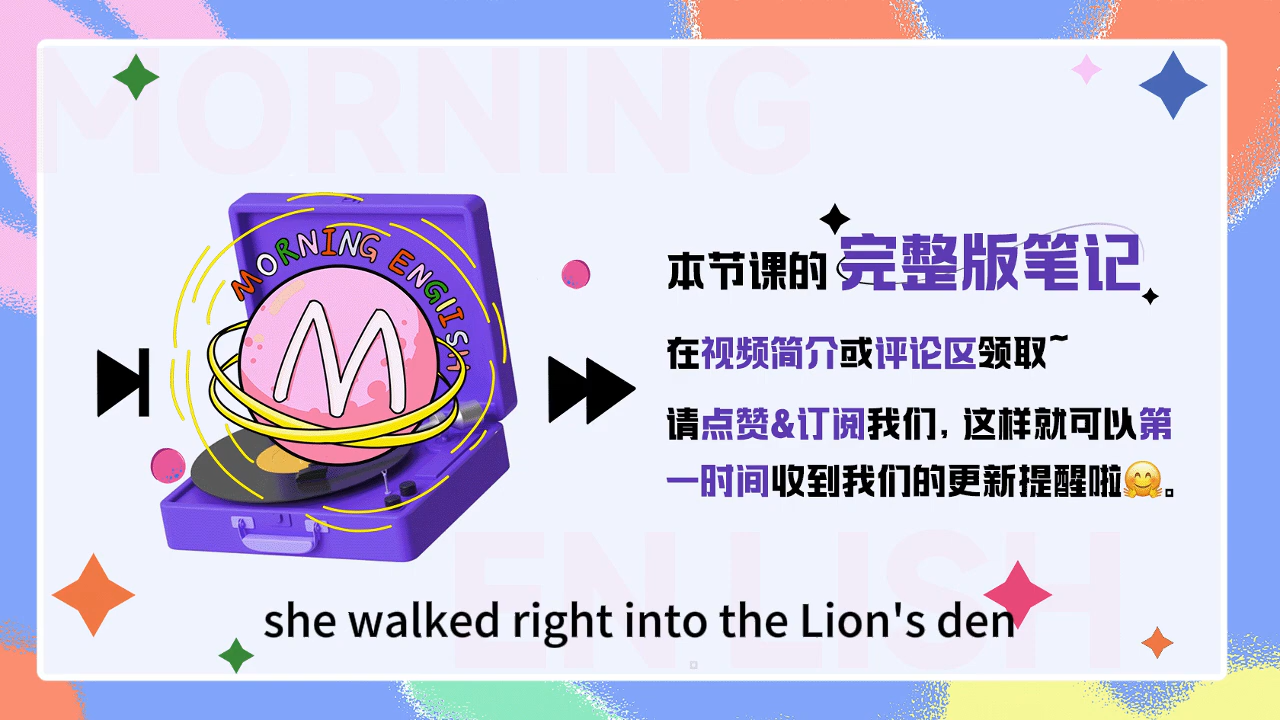 MORNING
MORNING ENGlISH
M
本节课的 完整版笔记
在视频简介或评论区领取~
请点赞&订阅我们, 这样就可以第
一时间收到我们的更新提醒啦🤗。
EN LISH
she walked right into the Lion's den